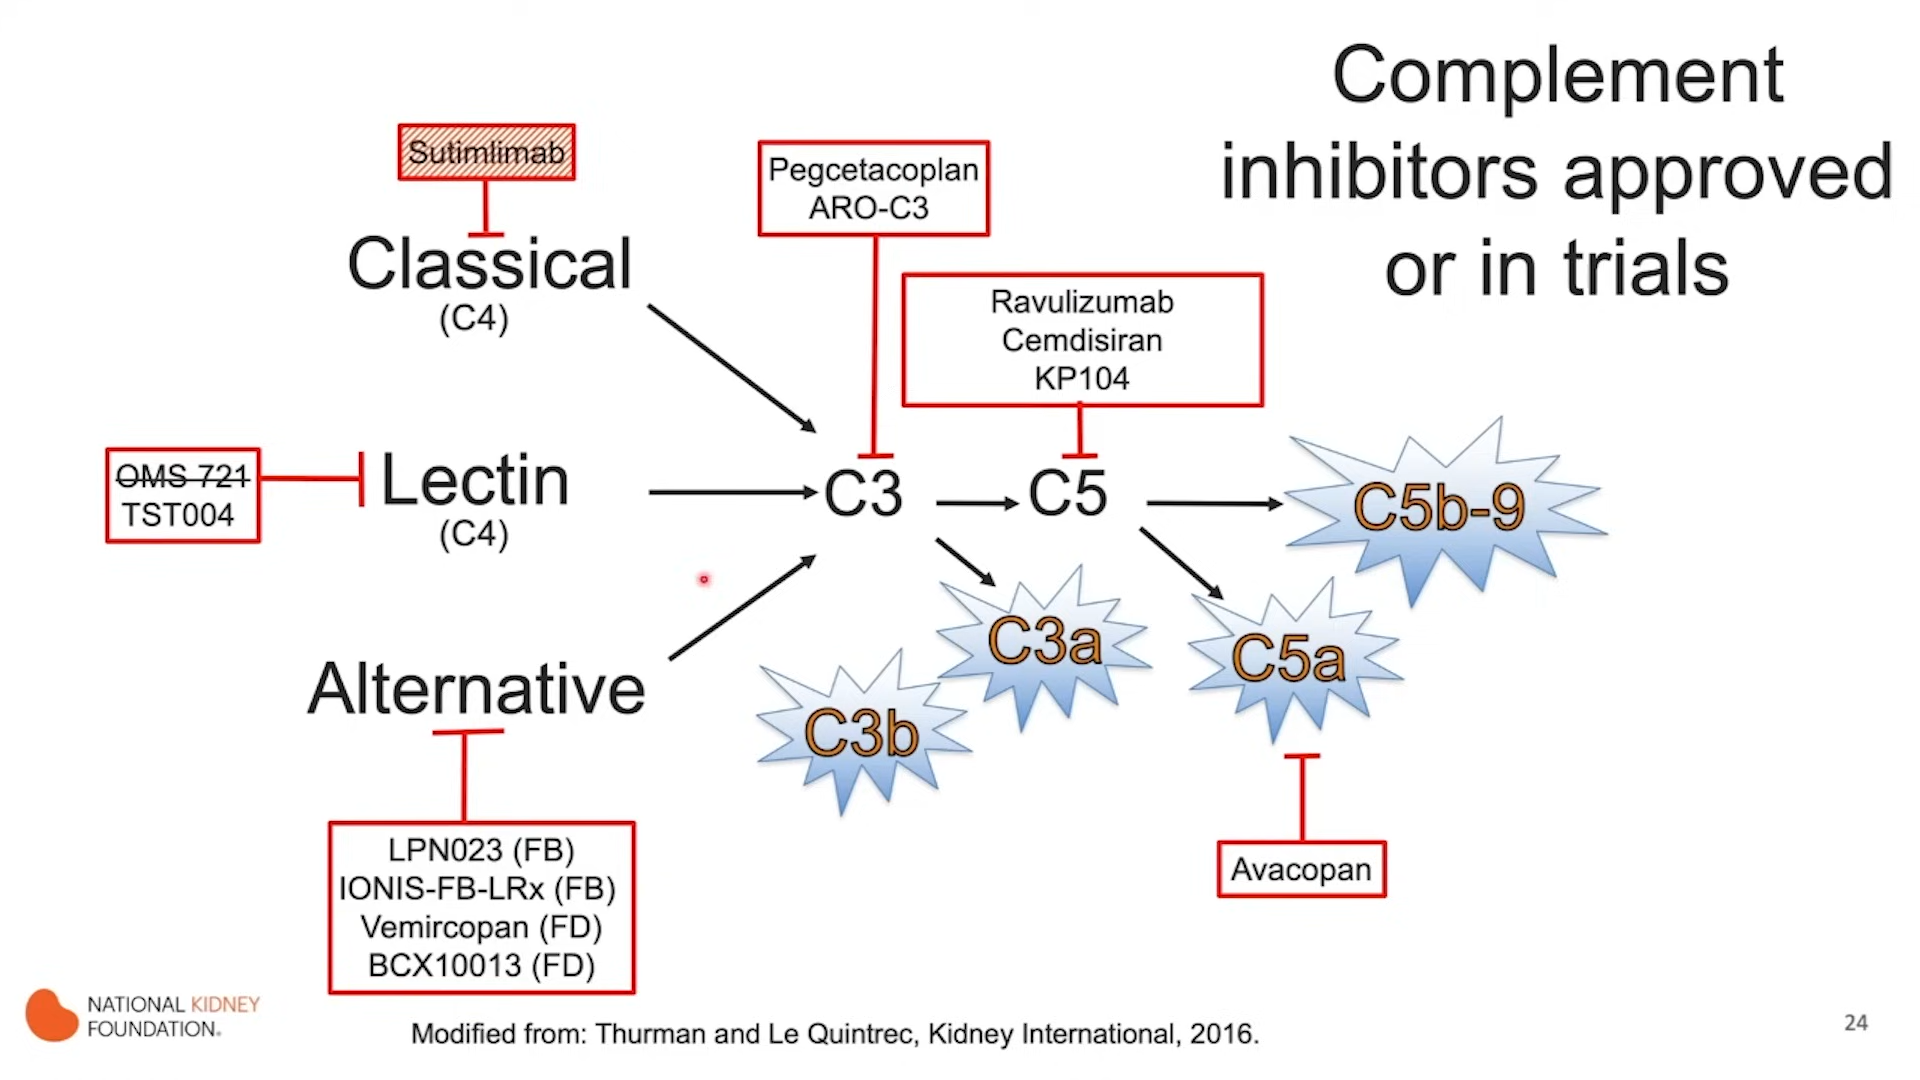 Complement
inhibitors approved
or in trials
Sutimlimab
Classical
(C4)
Pegcetacoplan
ARO-C3
Ravulizumab
Cemdisiran
KP104
OMS 721
TST004
Lectin
(C4)
C3
C5
C5b-9
C3a
C5a
C3b
Alternative
LPN023 (FB)
IONIS-FB-LRx (FB)
Vemircopan (FD)
BCX10013 (FD)
Avacopan
NATIONAL KIDNEY
FOUNDATION®
Modified from: Thurman and Le Quintrec, Kidney International, 2016.
24